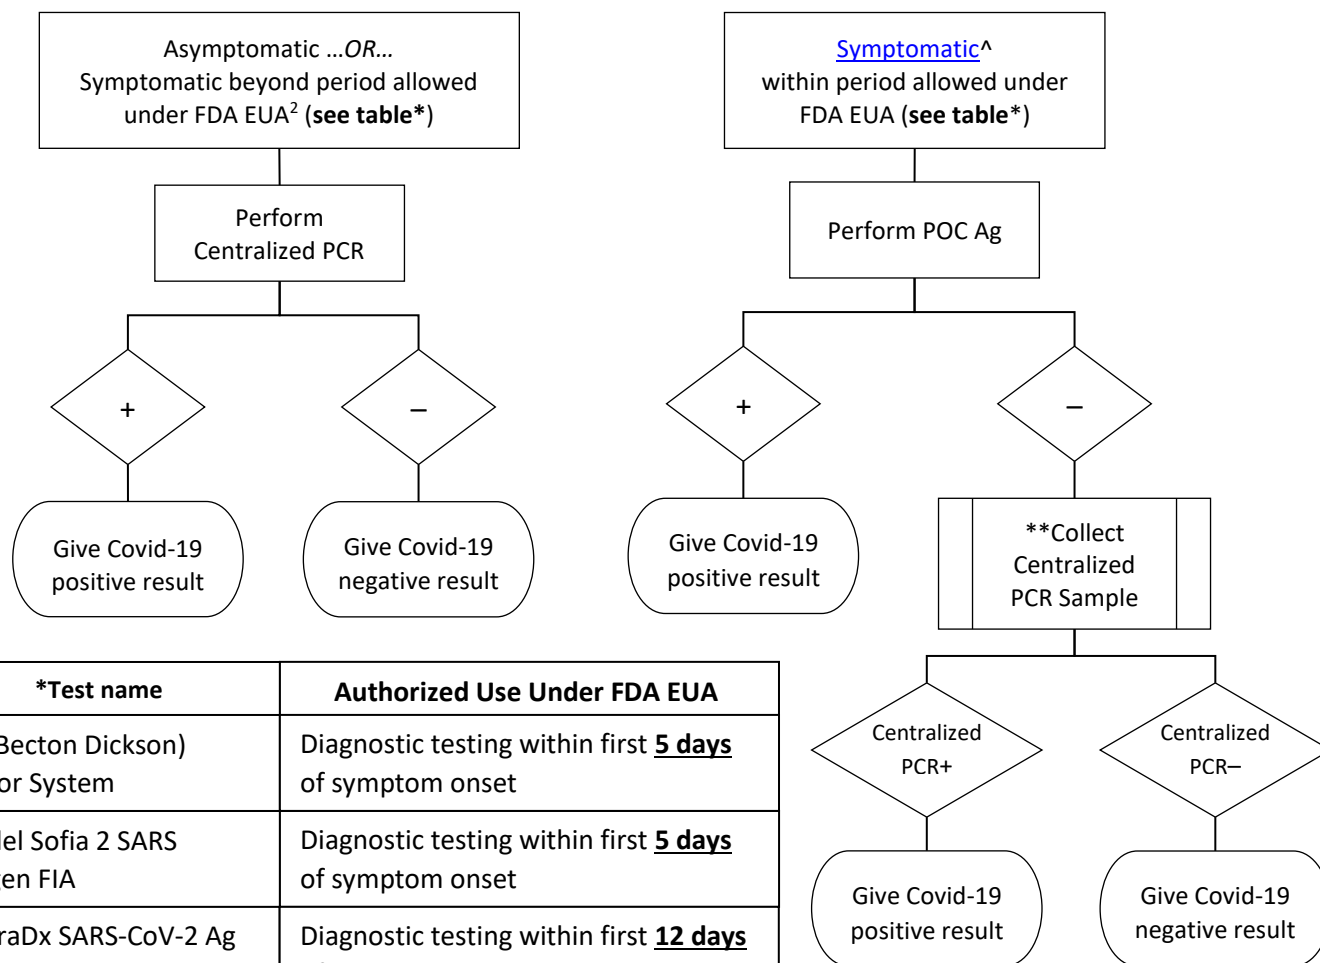 Asymptomatic …OR…
Symptomatic beyond period allowed
under FDA EUA² (see table*)
Perform
Centralized PCR
+
–
Give Covid-19
positive result
Give Covid-19
negative result
Symptomatic^
within period allowed under
FDA EUA (see table*)
Perform POC Ag
+
–
Give Covid-19
positive result
**Collect
Centralized
PCR Sample
Centralized
PCR+
Centralized
PCR–
Give Covid-19
positive result
Give Covid-19
negative result
*Test name
Authorized Use Under FDA EUA
Becton Dickson)
or System
Diagnostic testing within first 5 days
of symptom onset
el Sofia 2 SARS
en FIA
Diagnostic testing within first 5 days
of symptom onset
raDx SARS-CoV-2 Ag
Diagnostic testing within first 12 days